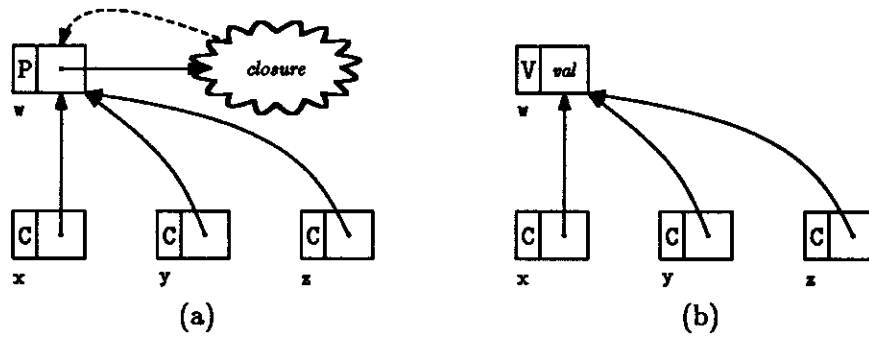 P closure V val
w w
C C C C C C
x y z x y z
(a) (b)